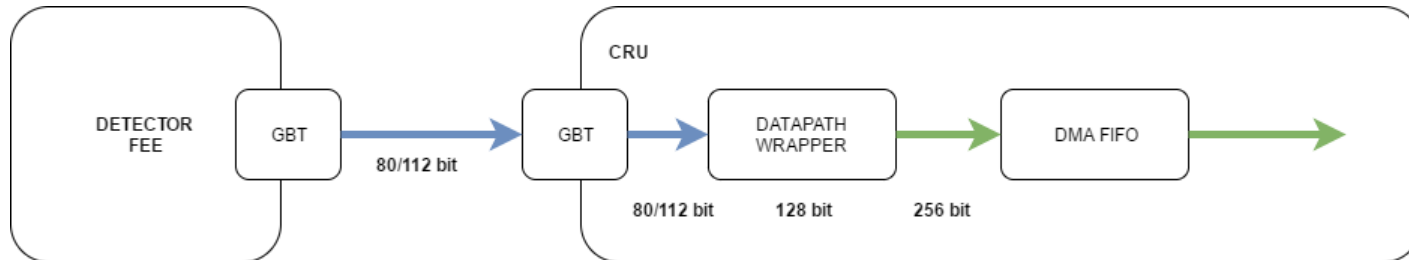 CRU
DETECTOR
FEE
GBT
80/112 bit
GBT
80/112 bit
DATAPATH
WRAPPER
128 bit
256 bit
DMA FIFO